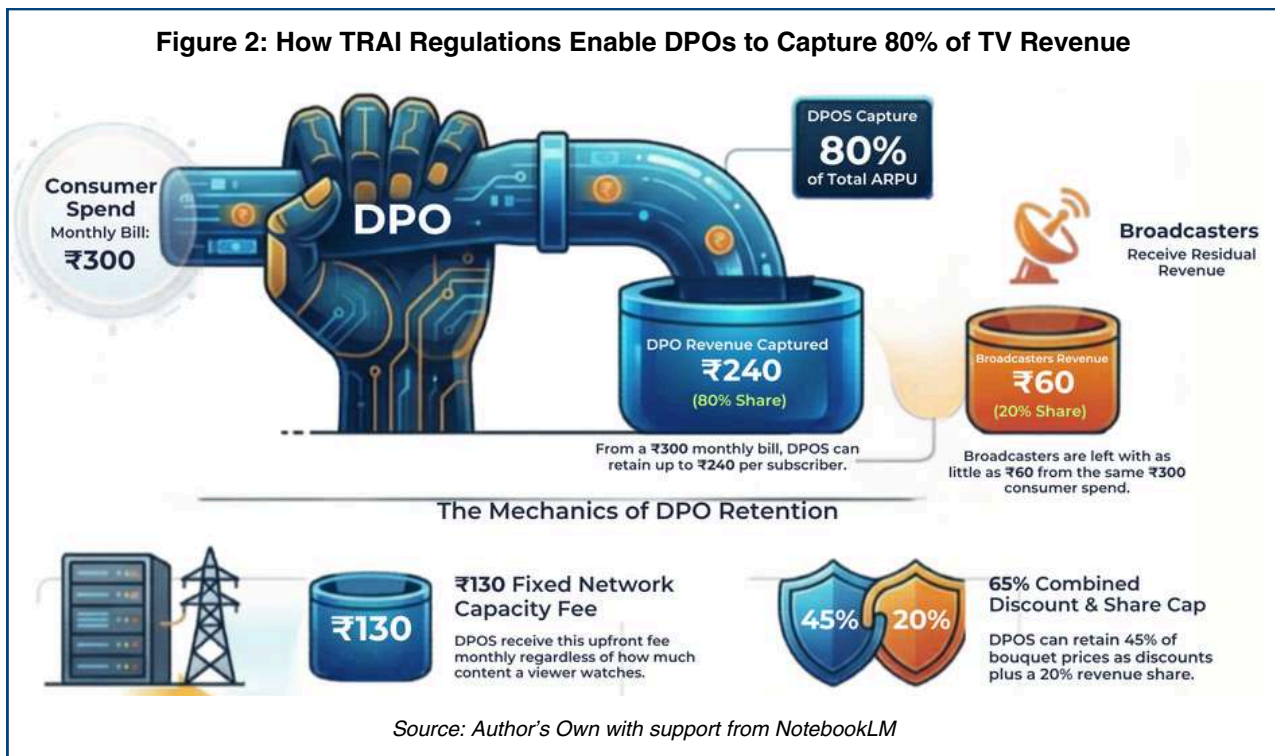 Figure 2: How TRAI Regulations Enable DPOs to Capture 80% of TV Revenue
Consumer
Spend
Monthly Bill:
₹300
DPO
DPOS Capture
80%
of Total ARPU
Broadcasters
Receive Residual
Revenue
DPO Revenue Captured
₹240
(80% Share)
Broadcasters Revenue
₹60
(20% Share)
From a ₹300 monthly bill, DPOS can
retain up to ₹240 per subscriber.
Broadcasters are left with as
little as ₹60 from the same ₹300
consumer spend.
The Mechanics of DPO Retention
₹130
₹130 Fixed Network
Capacity Fee
DPOS receive this upfront fee
monthly regardless of how much
content a viewer watches.
45% 20%
65% Combined
Discount & Share Cap
DPOS can retain 45% of
bouquet prices as discounts
plus a 20% revenue share.
Source: Author's Own with support from NotebookLM